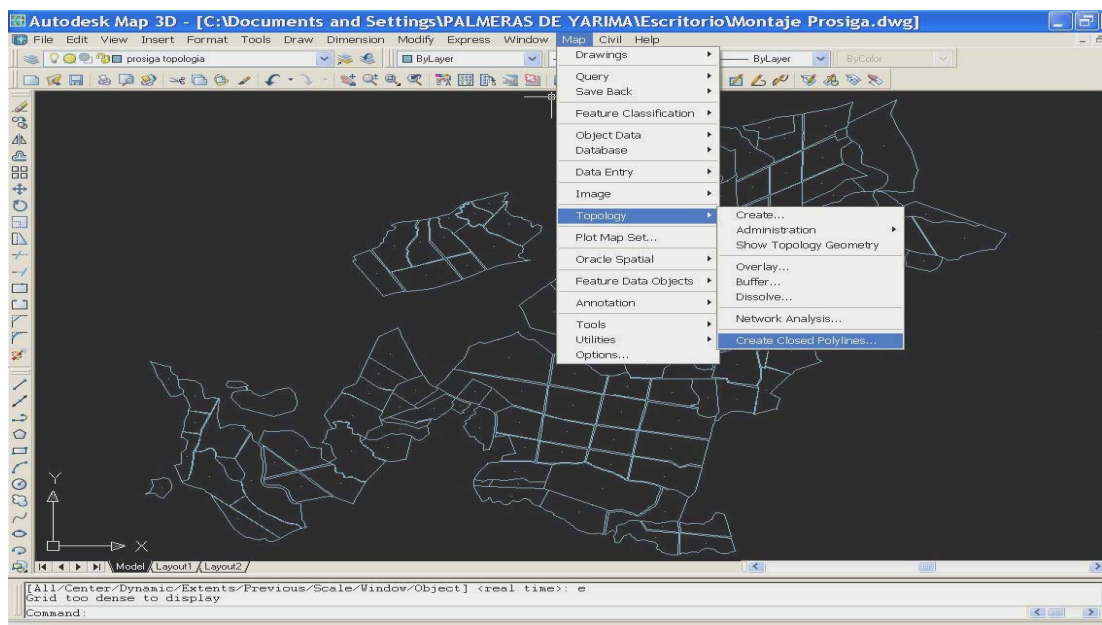 Autodesk Map 3D - [C:\Documents and Settings\PALMERAS DE YARIMA\Escritorio\Montaje Prosiga.dwg]
File Edit View Insert Format Tools Draw Dimension Modify Express Window Map Civil Help
prosiga topologia
ByLayer
ByLayer
ByColor
Drawings
Query
Save Back
Feature Classification
Object Data
Database
Data Entry
Image
Topology
Plot Map Set...
Oracle Spatial
Feature Data Objects
Annotation
Tools
Utilities
Options...
Create...
Administration
Show Topology Geometry
Overlay...
Buffer...
Dissolve...
Network Analysis...
Create Closed Polylines...
Y
X
Model Layout1 Layout2
[All/Center/Dynamic/Extents/Previous/Scale/Window/Object] <real time>: e
Grid too dense to display
Command: